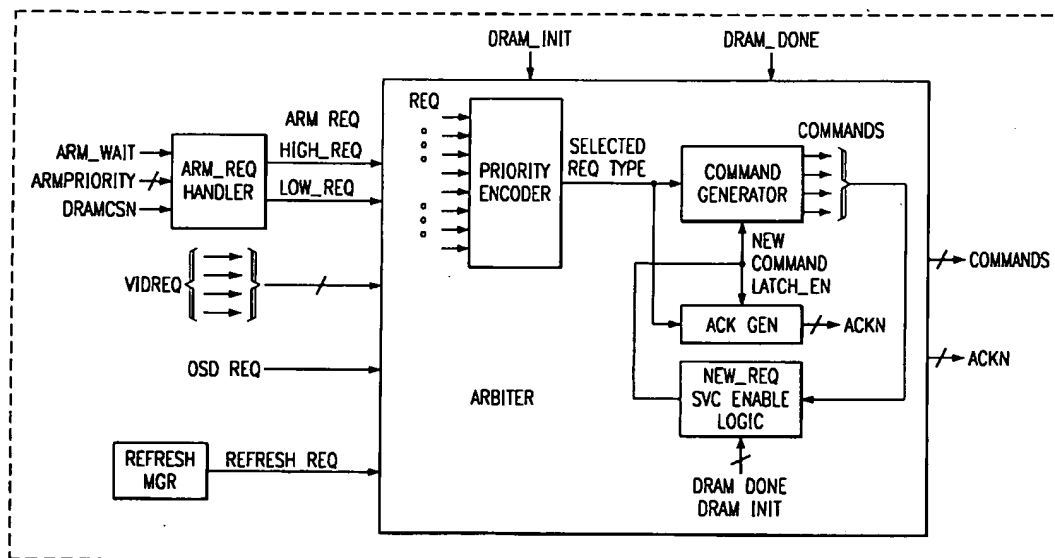 DRAM_INIT
DRAM_DONE
REQ
ARM REQ
HIGH_REQ
LOW_REQ
ARM_WAIT
ARMPRIORITY
DRAMCSN
ARM_REQ
HANDLER
PRIORITY
ENCODER
SELECTED
REQ TYPE
COMMAND
GENERATOR
COMMANDS
NEW
COMMAND
LATCH_EN
COMMANDS
VIDREQ
ACK GEN
ACKN
ACKN
OSD REQ
ARBITER
NEW_REQ
SVC ENABLE
LOGIC
REFRESH
MGR
REFRESH REQ
DRAM DONE
DRAM INIT